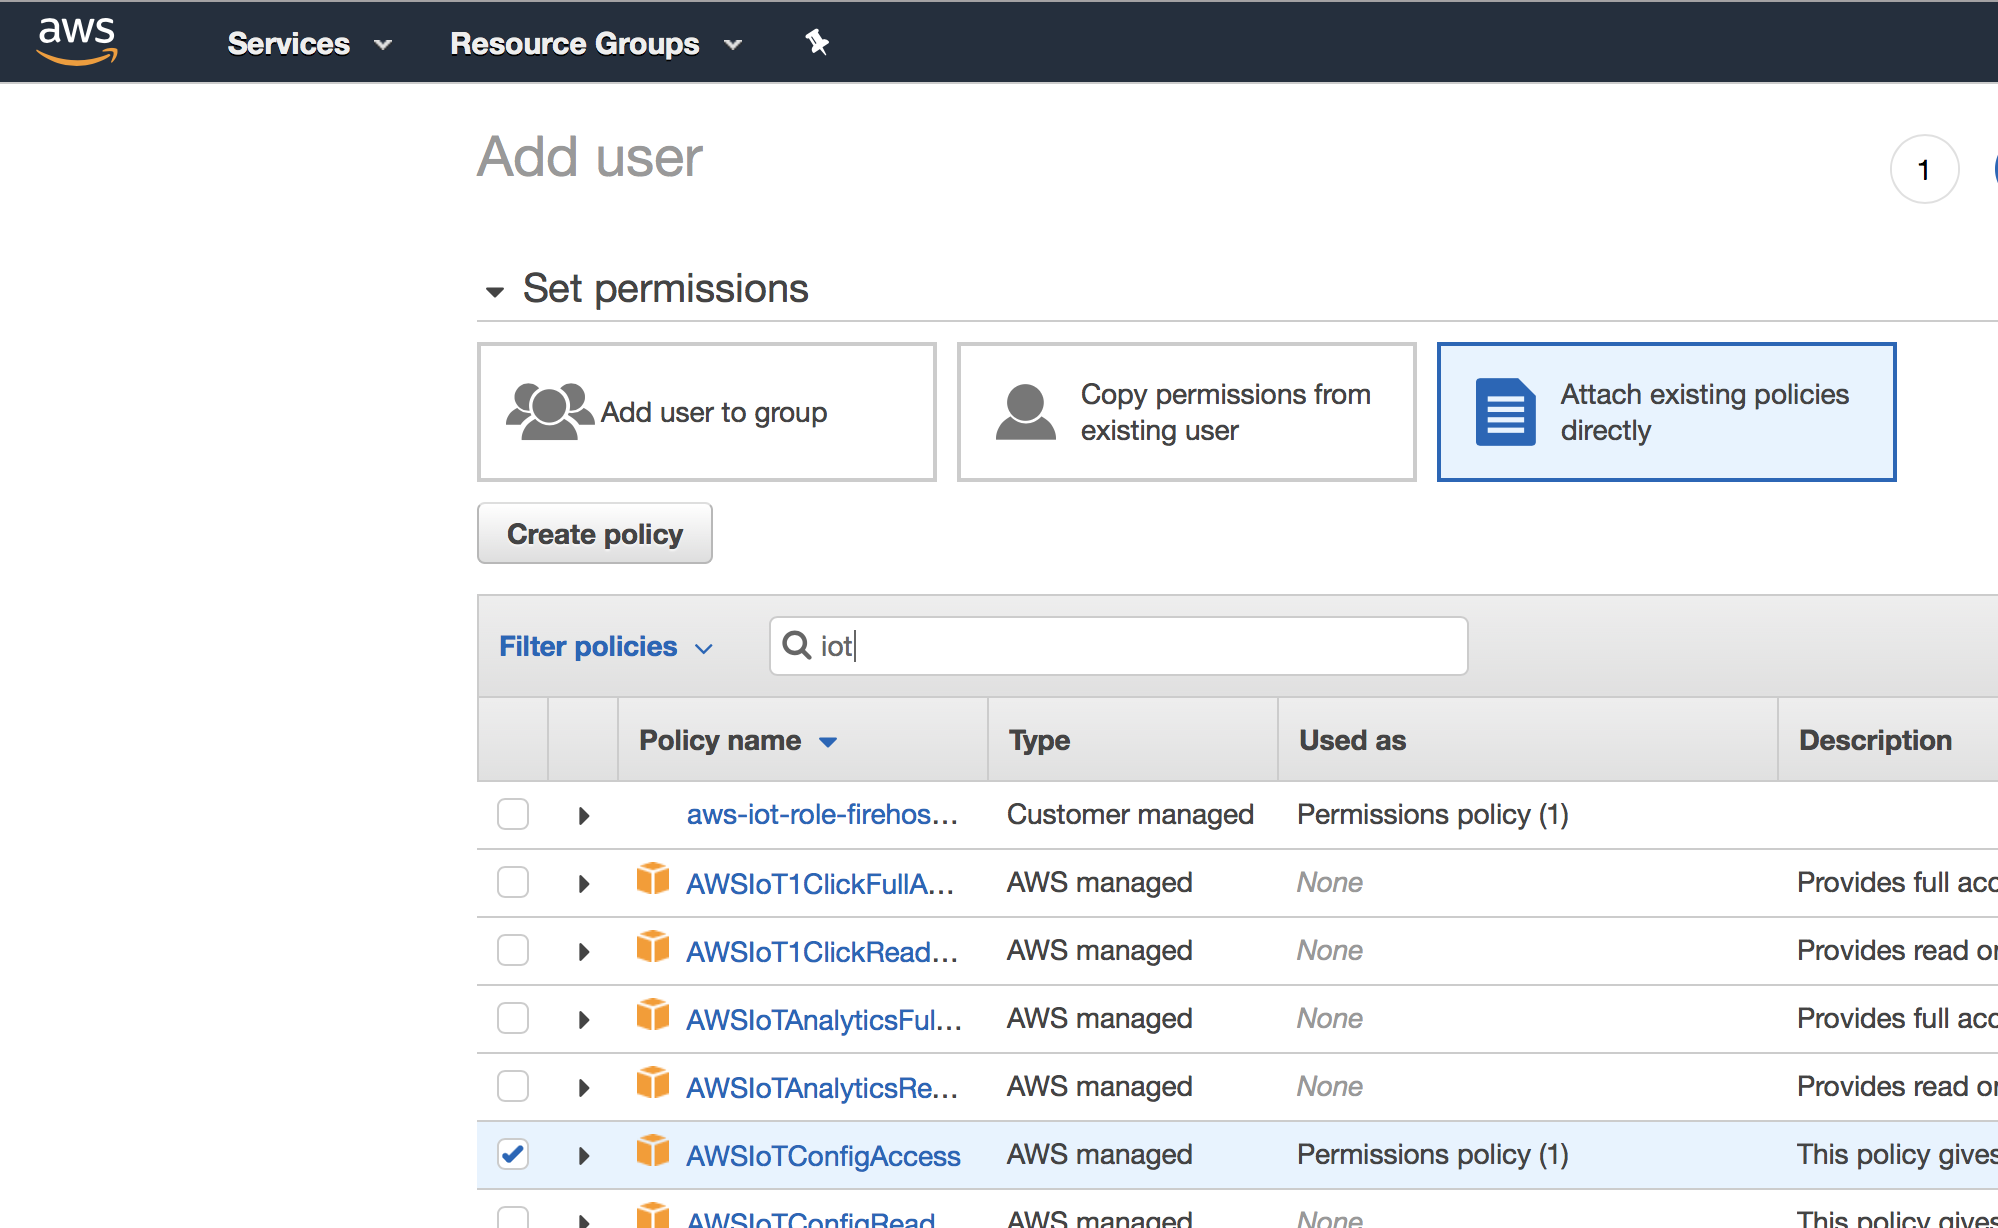 aws Services Resource Groups
Add user
1
Set permissions
Add user to group
Copy permissions from
existing user
Attach existing policies
directly
Create policy
Filter policies iot
Policy name Type Used as Description
aws-iot-role-firehos... Customer managed Permissions policy (1)
AWSIoT1ClickFullA... AWS managed None Provides full acc
AWSIoT1ClickRead... AWS managed None Provides read or
AWSIoTAnalyticsFul... AWS managed None Provides full acc
AWSIoTAnalyticsRe... AWS managed None Provides read or
AWSIoTConfigAccess AWS managed Permissions policy (1) This policy gives
AWSIoTConfigRead AWS managed None This policy gives